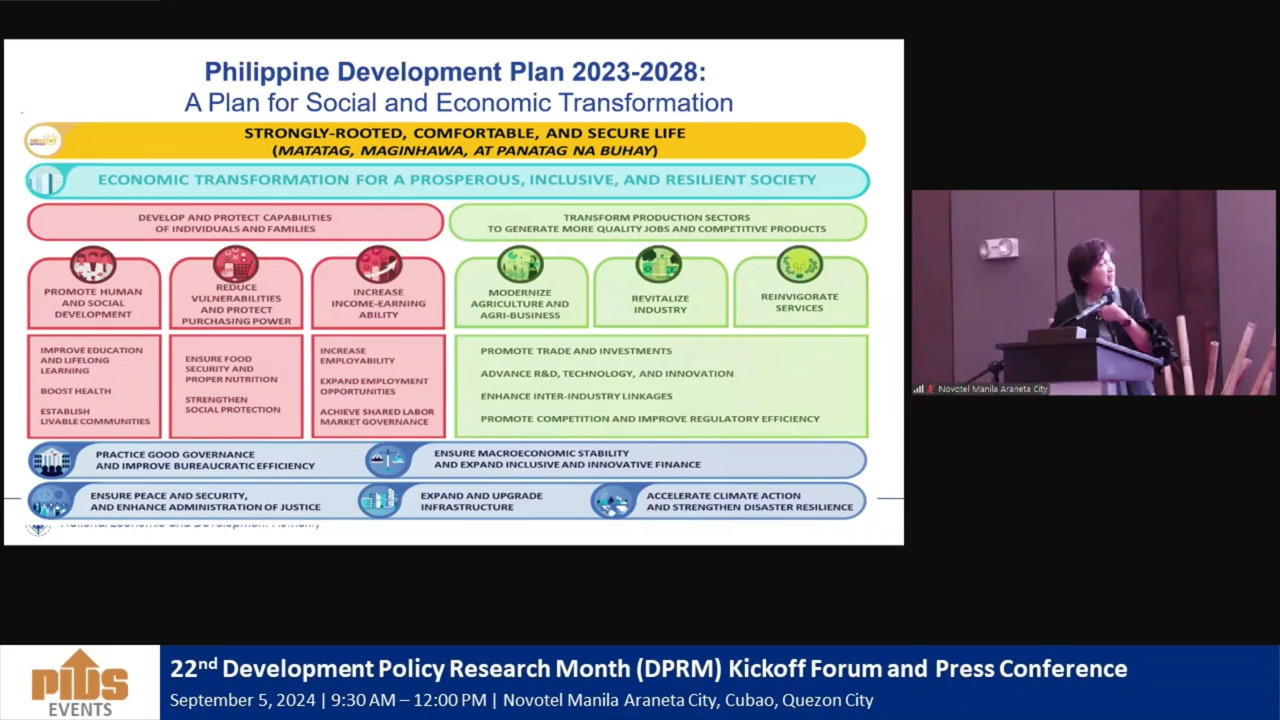 Philippine Development Plan 2023-2028:
A Plan for Social and Economic Transformation
STRONGLY-ROOTED, COMFORTABLE, AND SECURE LIFE
(MATATAG, MAGINHAWA, AT PANATAG NA BUHAY)
ECONOMIC TRANSFORMATION FOR A PROSPEROUS, INCLUSIVE, AND RESILIENT SOCIETY
DEVELOP AND PROTECT CAPABILITIES
OF INDIVIDUALS AND FAMILIES
TRANSFORM PRODUCTION SECTORS
TO GENERATE MORE QUALITY JOBS AND COMPETITIVE PRODUCTS
PROMOTE HUMAN
AND SOCIAL
DEVELOPMENT
REDUCE
VULNERABILITIES
AND PROTECT
PURCHASING POWER
INCREASE
INCOME-EARNING
ABILITY
MODERNIZE
AGRICULTURE AND
AGRI-BUSINESS
REVITALIZE
INDUSTRY
REINVIGORATE
SERVICES
IMPROVE EDUCATION
AND LIFELONG
LEARNING
BOOST HEALTH
ESTABLISH
LIVABLE COMMUNITIES
ENSURE FOOD
SECURITY AND
PROPER NUTRITION
STRENGTHEN
SOCIAL PROTECTION
INCREASE
EMPLOYABILITY
EXPAND EMPLOYMENT
OPPORTUNITIES
ACHIEVE SHARED LABOR
MARKET GOVERNANCE
PROMOTE TRADE AND INVESTMENTS
ADVANCE R&D, TECHNOLOGY, AND INNOVATION
ENHANCE INTER-INDUSTRY LINKAGES
PROMOTE COMPETITION AND IMPROVE REGULATORY EFFICIENCY
PRACTICE GOOD GOVERNANCE
AND IMPROVE BUREAUCRATIC EFFICIENCY
ENSURE MACROECONOMIC STABILITY
AND EXPAND INCLUSIVE AND INNOVATIVE FINANCE
ENSURE PEACE AND SECURITY,
AND ENHANCE ADMINISTRATION OF JUSTICE
EXPAND AND UPGRADE
INFRASTRUCTURE
ACCELERATE CLIMATE ACTION
AND STRENGTHEN DISASTER RESILIENCE
National Economic and Development Authority
Novotel Manila Araneta City
PIDS
EVENTS
22nd Development Policy Research Month (DPRM) Kickoff Forum and Press Conference
September 5, 2024 | 9:30 AM – 12:00 PM | Novotel Manila Araneta City, Cubao, Quezon City